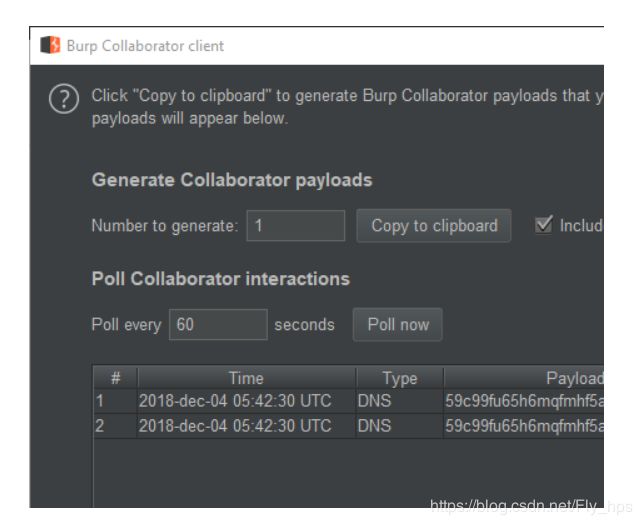 Burp Collaborator client
Click "Copy to clipboard" to generate Burp Collaborator payloads that y
payloads will appear below.
Generate Collaborator payloads
Number to generate: 1 Copy to clipboard Includ
Poll Collaborator interactions
Poll every 60 seconds Poll now
# Time Type Payload
1 2018-dec-04 05:42:30 UTC DNS 59c99fu65h6mqfmhf5a
2 2018-dec-04 05:42:30 UTC DNS 59c99fu65h6mqfmhf5a
https://blog.csdn.net/Fly_hps